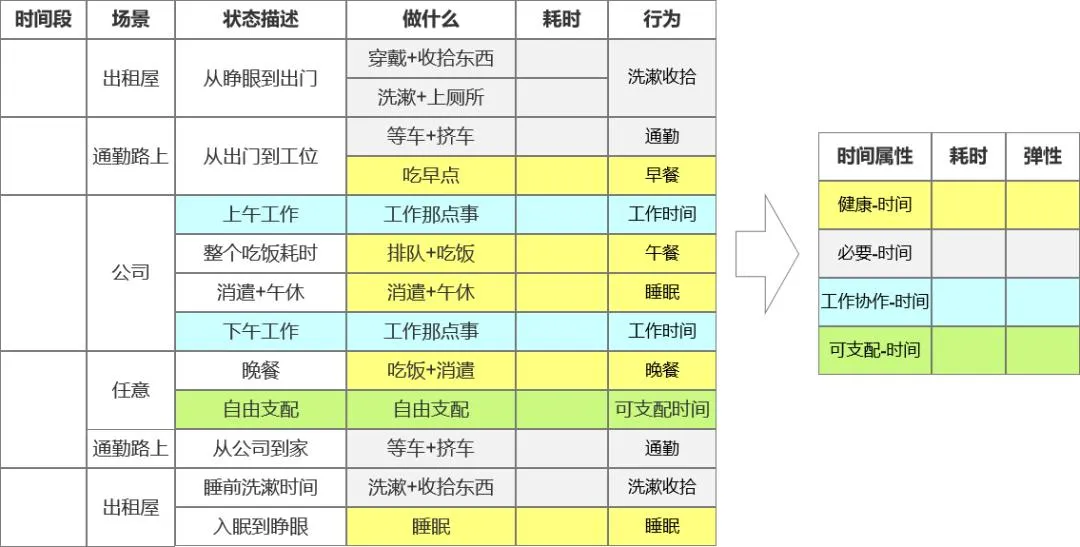 时间段 场景 状态描述 做什么 耗时 行为
出租屋 从睁眼到出门 穿戴+收拾东西 洗漱收拾
洗漱+上厕所
通勤路上 从出门到工位 等车+挤车 通勤
吃早点 早餐
公司 上午工作 工作那点事 工作时间
整个吃饭耗时 排队+吃饭 午餐
消遣+午休 消遣+午休 睡眠
下午工作 工作那点事 工作时间
任意 晚餐 吃饭+消遣 晚餐
自由支配 自由支配 可支配时间
通勤路上 从公司到家 等车+挤车 通勤
出租屋 睡前洗漱时间 洗漱+收拾东西 洗漱收拾
入眠到睁眼 睡眠 睡眠
时间属性 耗时 弹性
健康-时间
必要-时间
工作协作-时间
可支配-时间